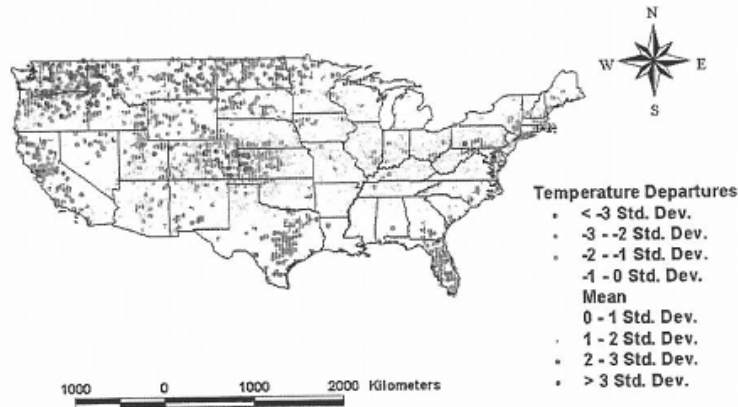 N
W E
S
Temperature Departures
< -3 Std. Dev.
-3 - -2 Std. Dev.
-2 - -1 Std. Dev.
-1 - 0 Std. Dev.
Mean
0 - 1 Std. Dev.
1 - 2 Std. Dev.
2 - 3 Std. Dev.
> 3 Std. Dev.
1000 0 1000 2000 Kilometers